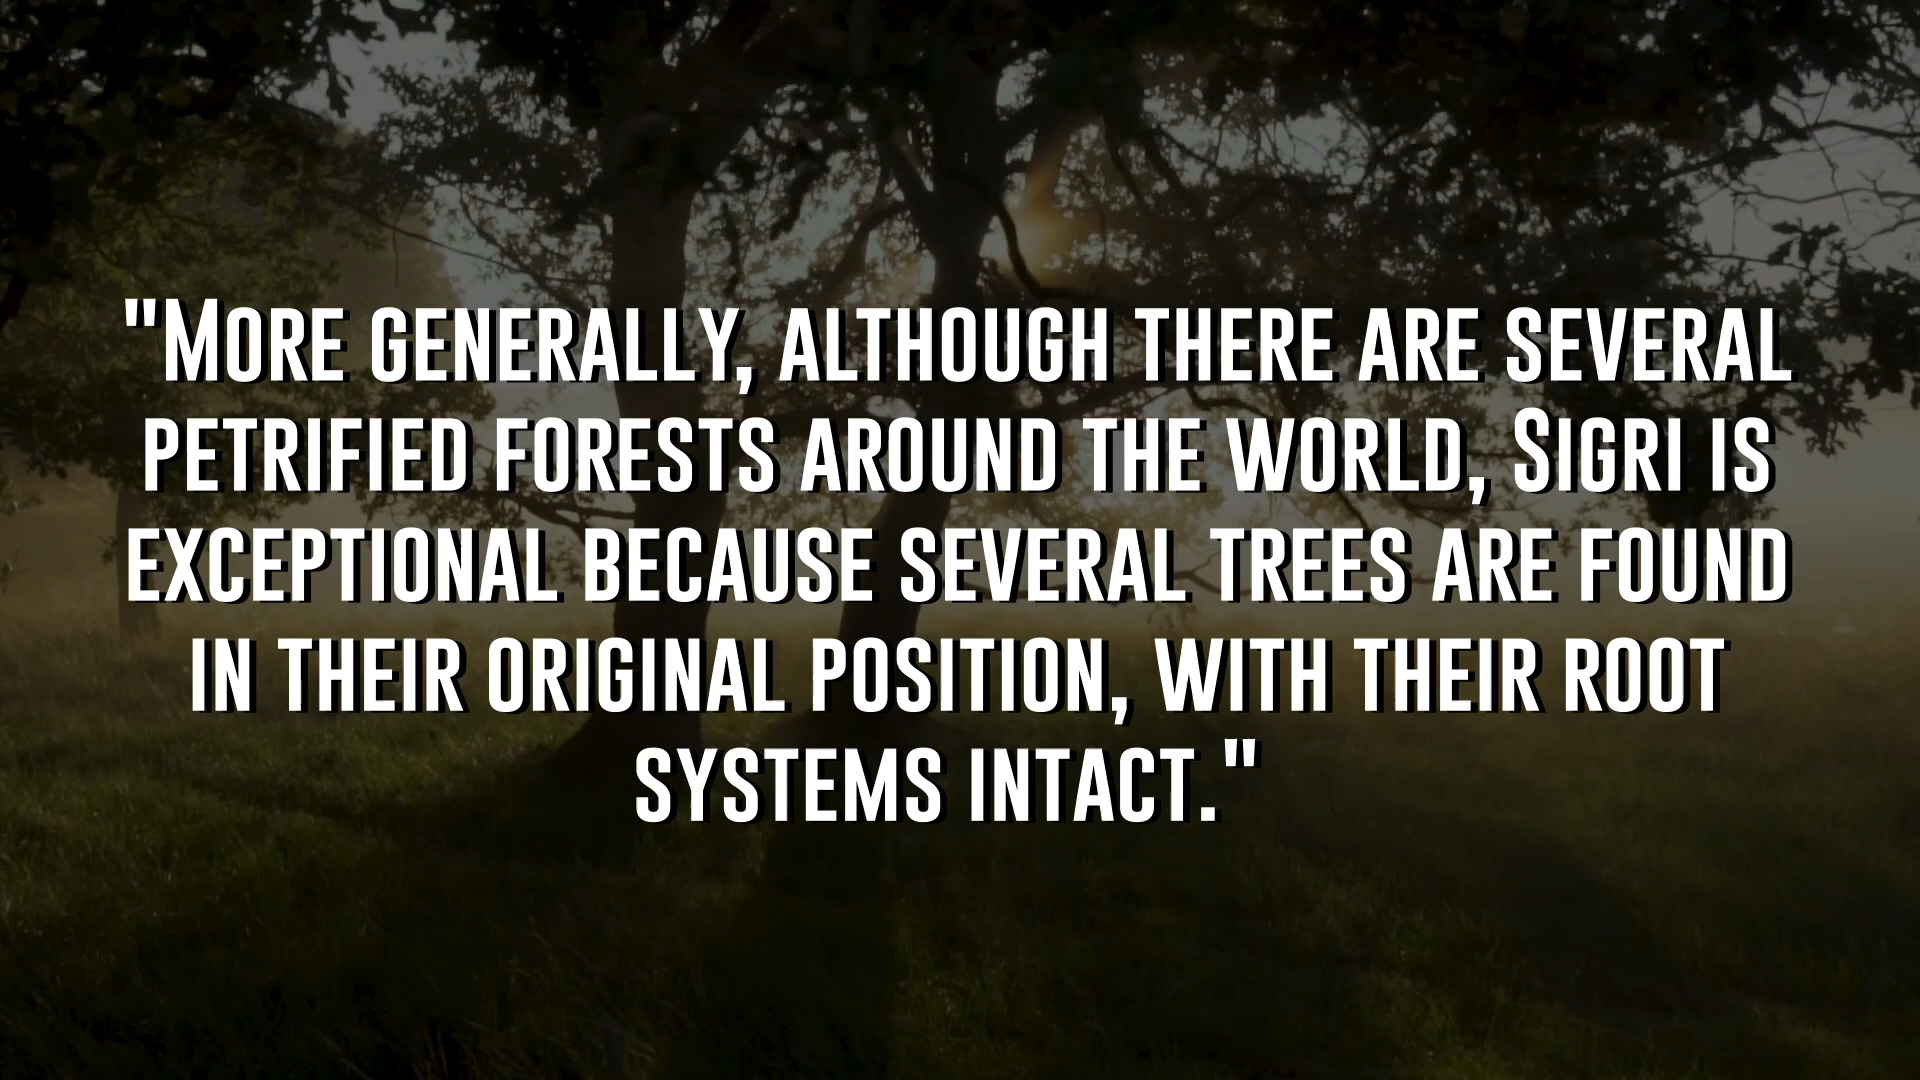 "More generally, although there are several
petrified forests around the world, Sigri is
exceptional because several trees are found
in their original position, with their root
systems intact."